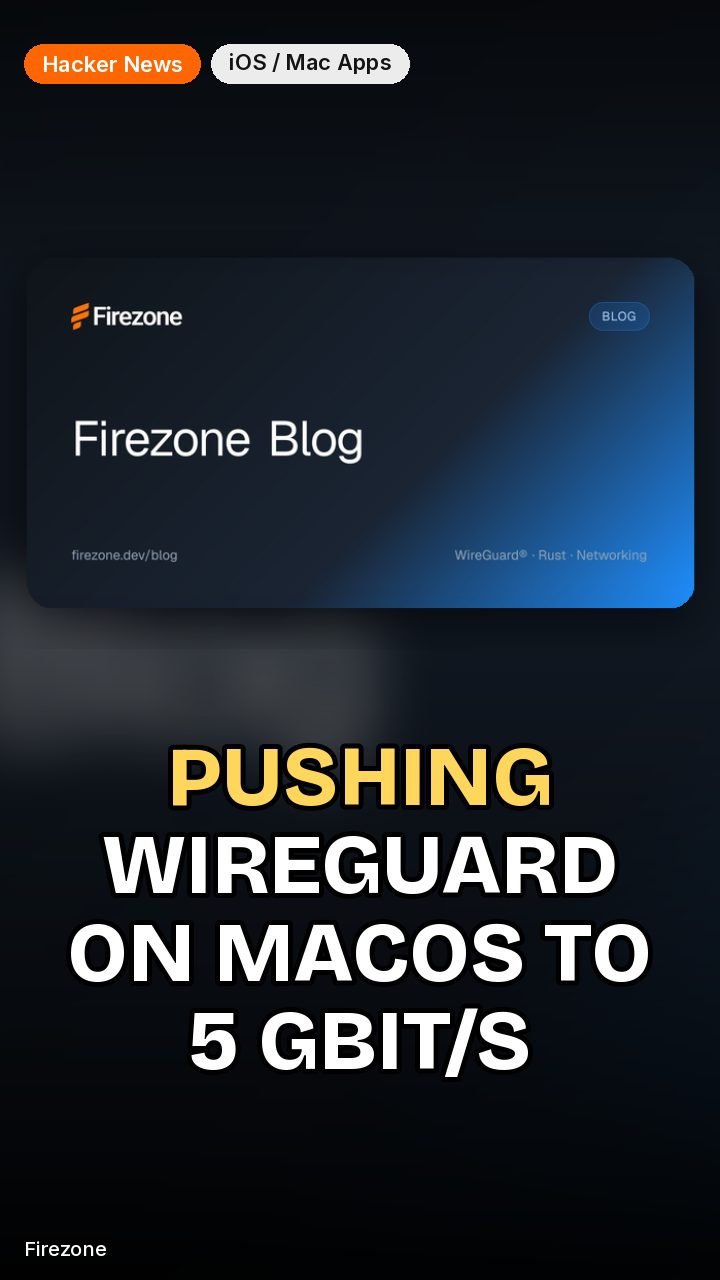 Hacker News
iOS / Mac Apps
Firezone
BLOG
Firezone Blog
firezone.dev/blog
WireGuard® · Rust · Networking
PUSHING
WIREGUARD
ON MACOS TO
5 GBIT/S
Firezone